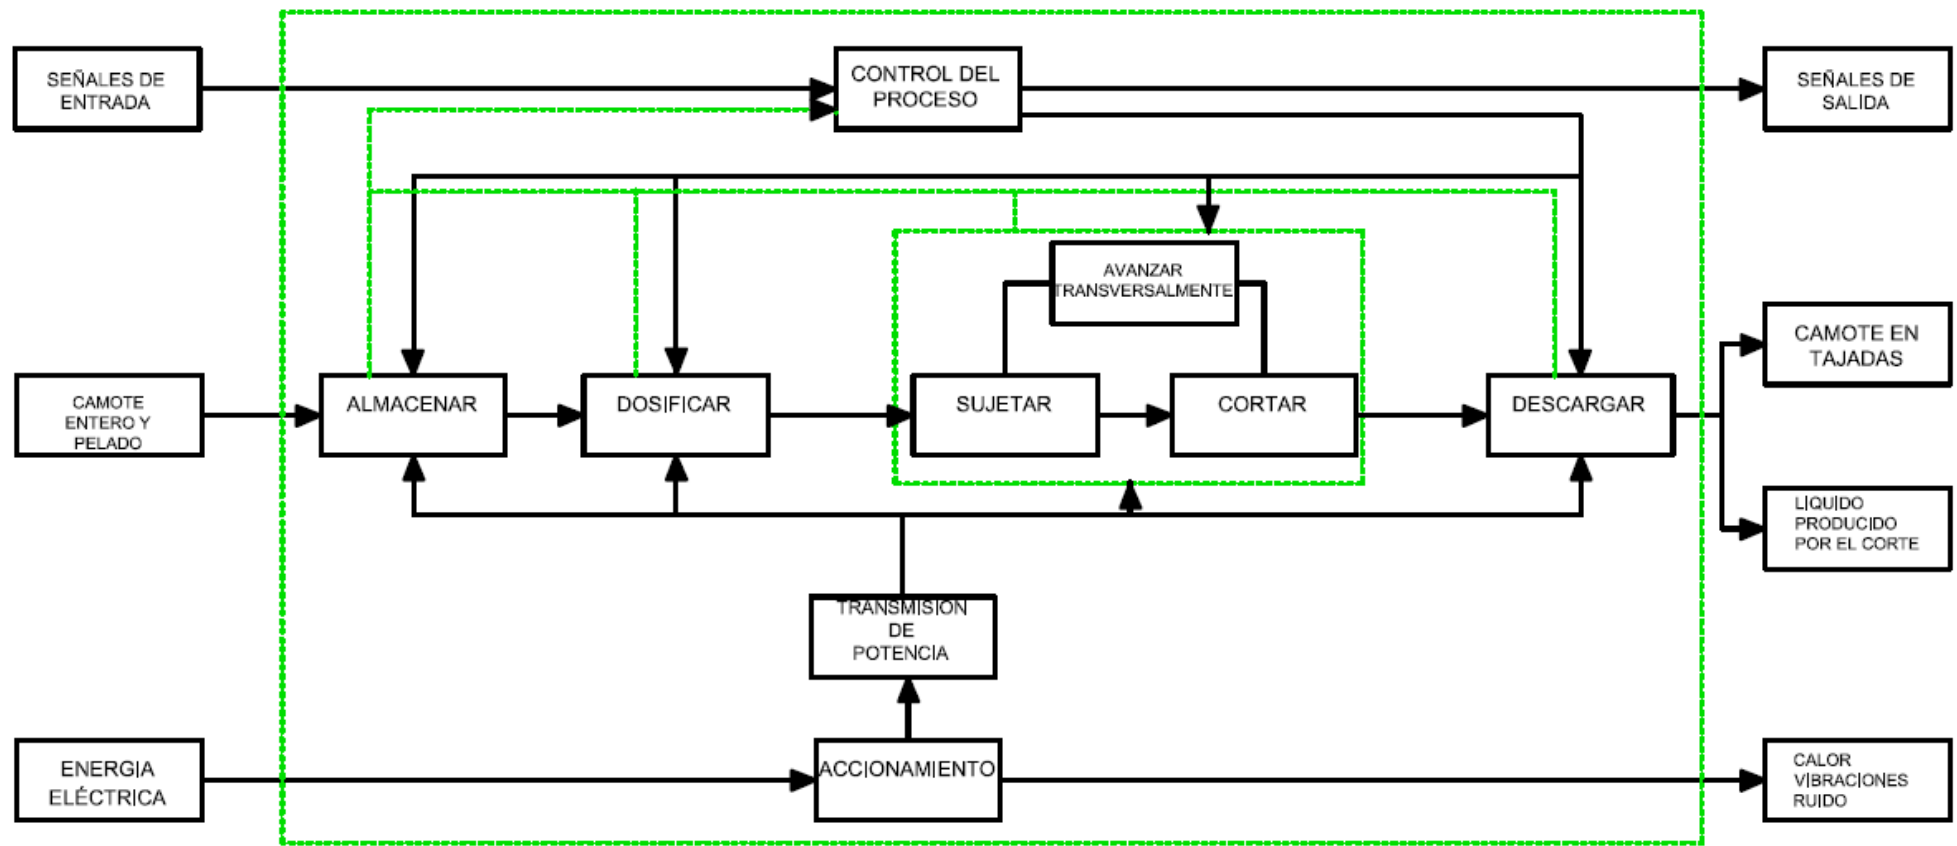 SEÑALES DE
ENTRADA
CONTROL DEL
PROCESO
SEÑALES DE
SALIDA
AVANZAR
TRANSVERSALMENTE
CAMOTE
ENTERO Y
PELADO
ALMACENAR
DOSIFICAR
SUJETAR
CORTAR
DESCARGAR
CAMOTE EN
TAJADAS
LIQUIDO
PRODUCIDO
POR EL CORTE
TRANSMISION
DE
POTENCIA
ENERGIA
ELÉCTRICA
ACCIONAMIENTO
CALOR
VIBRACIONES
RUIDO